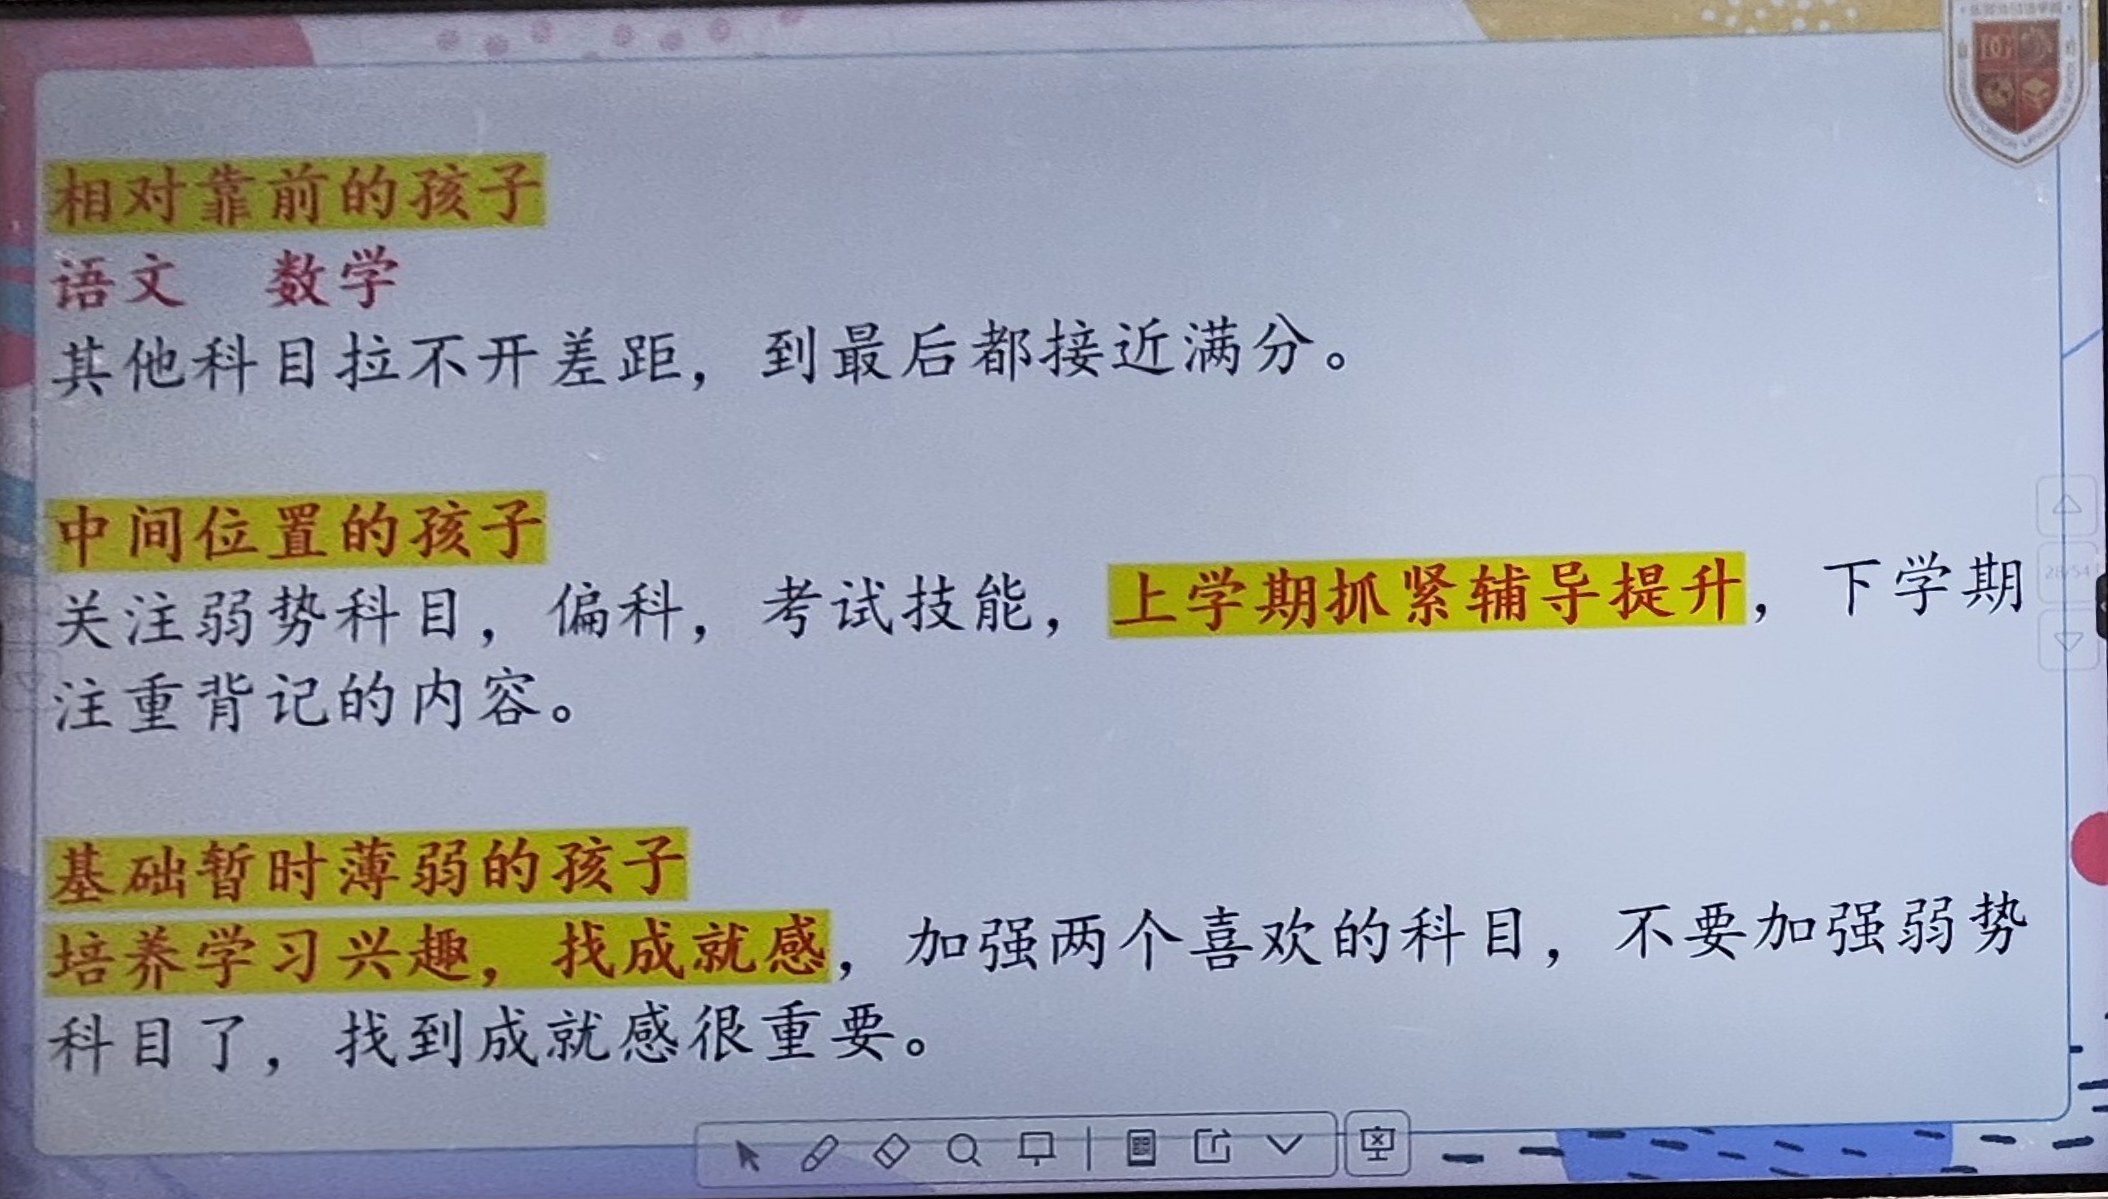 相对靠前的孩子
语文 数学
其他科目拉不开差距，到最后都接近满分。
中间位置的孩子
关注弱势科目，偏科，考试技能，上学期抓紧辅导提升，下学期
注重背记的内容。
基础暂时薄弱的孩子
培养学习兴趣，找成就感，加强两个喜欢的科目，不要加强弱势
科目了，找到成就感很重要。